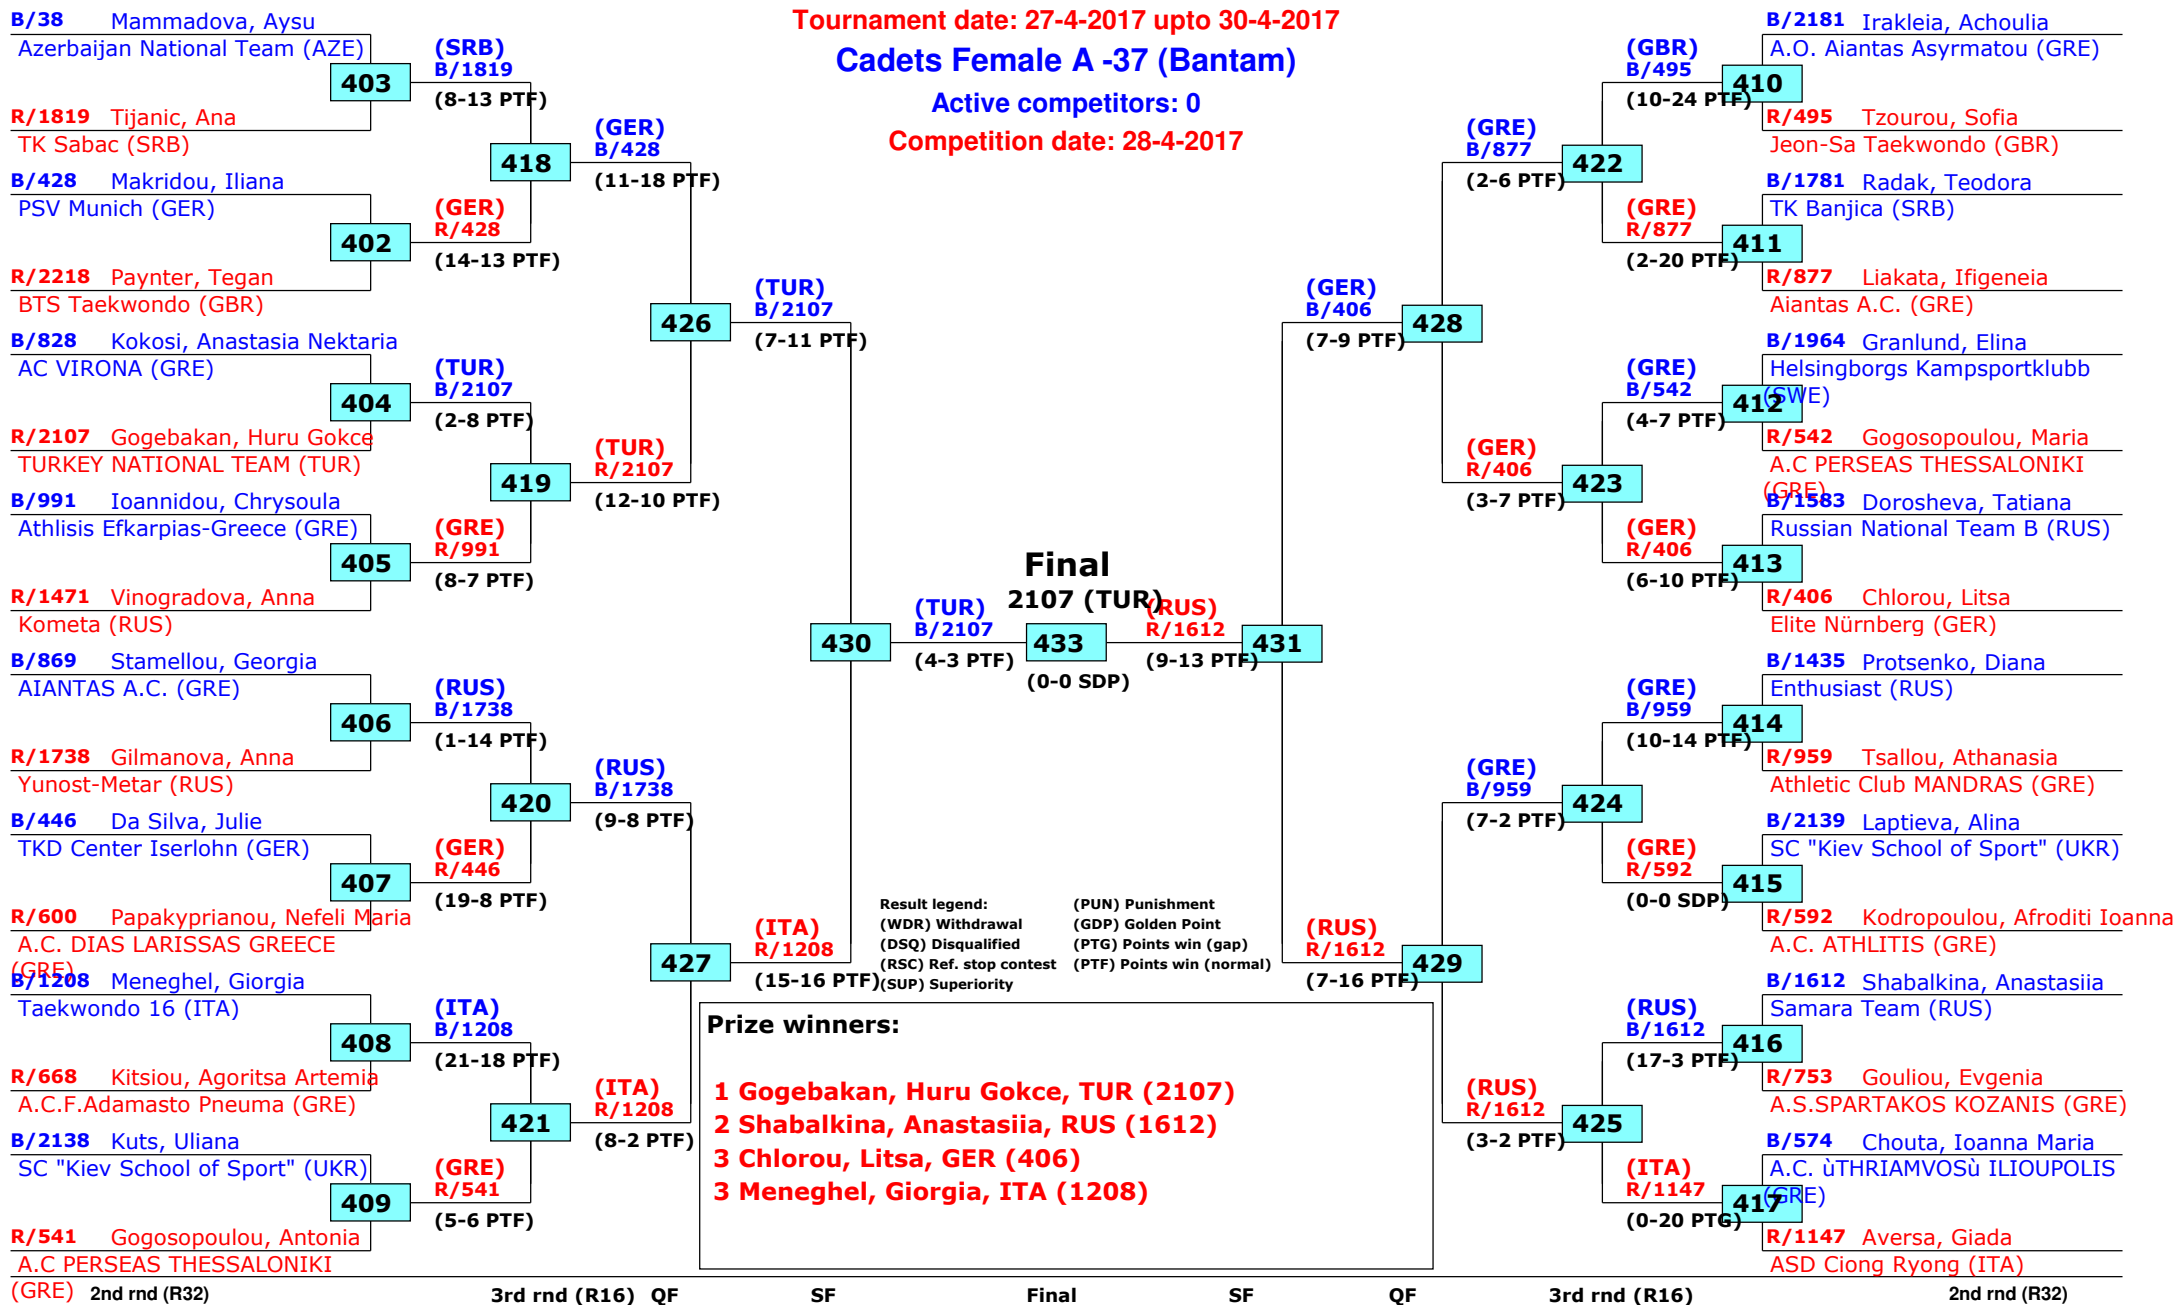 Tournament date: 27-4-2017 upto 30-4-2017
Cadets Female A -37 (Bantam)
Active competitors: 0
Competition date: 28-4-2017
B/38 Mammadova, Aysu
Azerbaijan National Team (AZE)
403
R/1819 Tijanic, Ana
TK Sabac (SRB)
B/428 Makridou, Iliana
PSV Munich (GER)
402
R/2218 Paynter, Tegan
BTS Taekwondo (GBR)
B/828 Kokosi, Anastasia Nektaria
AC VIRONA (GRE)
404
R/2107 Gogebakan, Huru Gokce
TURKEY NATIONAL TEAM (TUR)
B/991 Ioannidou, Chrysoula
Athlisis Efkarpias-Greece (GRE)
405
R/1471 Vinogradova, Anna
Kometa (RUS)
B/869 Stamellou, Georgia
AIANTAS A.C. (GRE)
406
R/1738 Gilmanova, Anna
Yunost-Metar (RUS)
B/446 Da Silva, Julie
TKD Center Iserlohn (GER)
407
R/600 Papakyprianou, Nefeli Maria
A.C. DIAS LARISSAS GREECE
(GRE)
B/1208 Meneghel, Giorgia
Taekwondo 16 (ITA)
408
R/668 Kitsiou, Agoritsa Artemia
A.C.F.Adamasto Pneuma (GRE)
B/2138 Kuts, Uliana
SC "Kiev School of Sport" (UKR)
409
R/541 Gogosopoulou, Antonia
A.C PERSEAS THESSALONIKI
(GRE)
(SRB)
B/1819
(8-13 PTF)
418
(GER)
R/428
(14-13 PTF)
(TUR)
B/2107
(2-8 PTF)
419
(GRE)
R/991
(8-7 PTF)
(RUS)
B/1738
(1-14 PTF)
420
(GER)
R/446
(19-8 PTF)
(ITA)
B/1208
(21-18 PTF)
421
(GRE)
R/541
(5-6 PTF)
(GER)
B/428
(11-18 PTF)
426
(TUR)
R/2107
(12-10 PTF)
(RUS)
B/1738
(9-8 PTF)
427
(ITA)
R/1208
(8-2 PTF)
(TUR)
B/2107
(7-11 PTF)
430
(ITA)
R/1208
(15-16 PTF)
(TUR)
B/2107
(4-3 PTF)
Final
2107 (TUR)
433
(0-0 SDP)
(RUS)
R/1612
(9-13 PTF)
431
(GER)
B/406
(7-9 PTF)
(RUS)
R/1612
(7-16 PTF)
428
429
(GRE)
B/877
(2-6 PTF)
(GER)
R/406
(3-7 PTF)
(GRE)
B/959
(7-2 PTF)
(RUS)
R/1612
(3-2 PTF)
422
423
424
425
(GBR)
B/495
(10-24 PTF)
(GRE)
R/877
(2-20 PTF)
(GRE)
B/542
(4-7 PTF)
(GER)
R/406
(6-10 PTF)
(GRE)
B/959
(10-14 PTF)
(GRE)
R/592
(0-0 SDP)
(RUS)
B/1612
(17-3 PTF)
(ITA)
R/1147
(0-20 PTG)
B/2181 Irakleia, Achoulia
A.O. Aiantas Asyrmatou (GRE)
410
R/495 Tzourou, Sofia
Jeon-Sa Taekwondo (GBR)
B/1781 Radak, Teodora
TK Banjica (SRB)
411
R/877 Liakata, Ifigeneia
Aiantas A.C. (GRE)
B/1964 Granlund, Elina
Helsingborgs Kampsportklubb
(SWE)
412
R/542 Gogosopoulou, Maria
A.C PERSEAS THESSALONIKI
(GRE)
B/1583 Dorosheva, Tatiana
Russian National Team B (RUS)
413
R/406 Chlorou, Litsa
Elite Nürnberg (GER)
B/1435 Protsenko, Diana
Enthusiast (RUS)
414
R/959 Tsallou, Athanasia
Athletic Club MANDRAS (GRE)
B/2139 Laptieva, Alina
SC "Kiev School of Sport" (UKR)
415
R/592 Kodropoulou, Afroditi Ioanna
A.C. ATHLITIS (GRE)
B/1612 Shabalkina, Anastasiia
Samara Team (RUS)
416
R/753 Gouliou, Evgenia
A.S.SPARTAKOS KOZANIS (GRE)
B/574 Chouta, Ioanna Maria
A.C. ùTHRIAMVOSù ILIOUPOLIS
(GRE)
417
R/1147 Aversa, Giada
ASD Ciong Ryong (ITA)
Result legend: (PUN) Punishment
(WDR) Withdrawal (GDP) Golden Point
(DSQ) Disqualified (PTG) Points win (gap)
(RSC) Ref. stop contest (PTF) Points win (normal)
(SUP) Superiority
Prize winners:
1 Gogebakan, Huru Gokce, TUR (2107)
2 Shabalkina, Anastasiia, RUS (1612)
3 Chlorou, Litsa, GER (406)
3 Meneghel, Giorgia, ITA (1208)
2nd rnd (R32) 3rd rnd (R16) QF SF Final SF QF 3rd rnd (R16) 2nd rnd (R32)